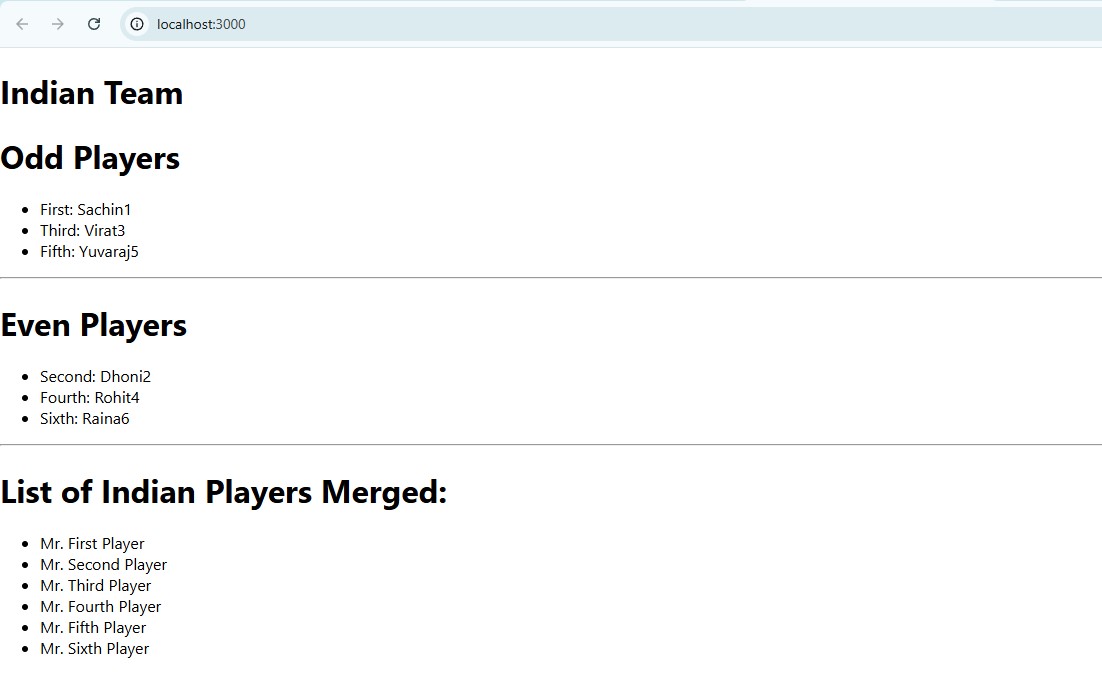 localhost:3000
Indian Team
Odd Players
First: Sachin1
Third: Virat3
Fifth: Yuvaraj5
Even Players
Second: Dhoni2
Fourth: Rohit4
Sixth: Raina6
List of Indian Players Merged:
Mr. First Player
Mr. Second Player
Mr. Third Player
Mr. Fourth Player
Mr. Fifth Player
Mr. Sixth Player